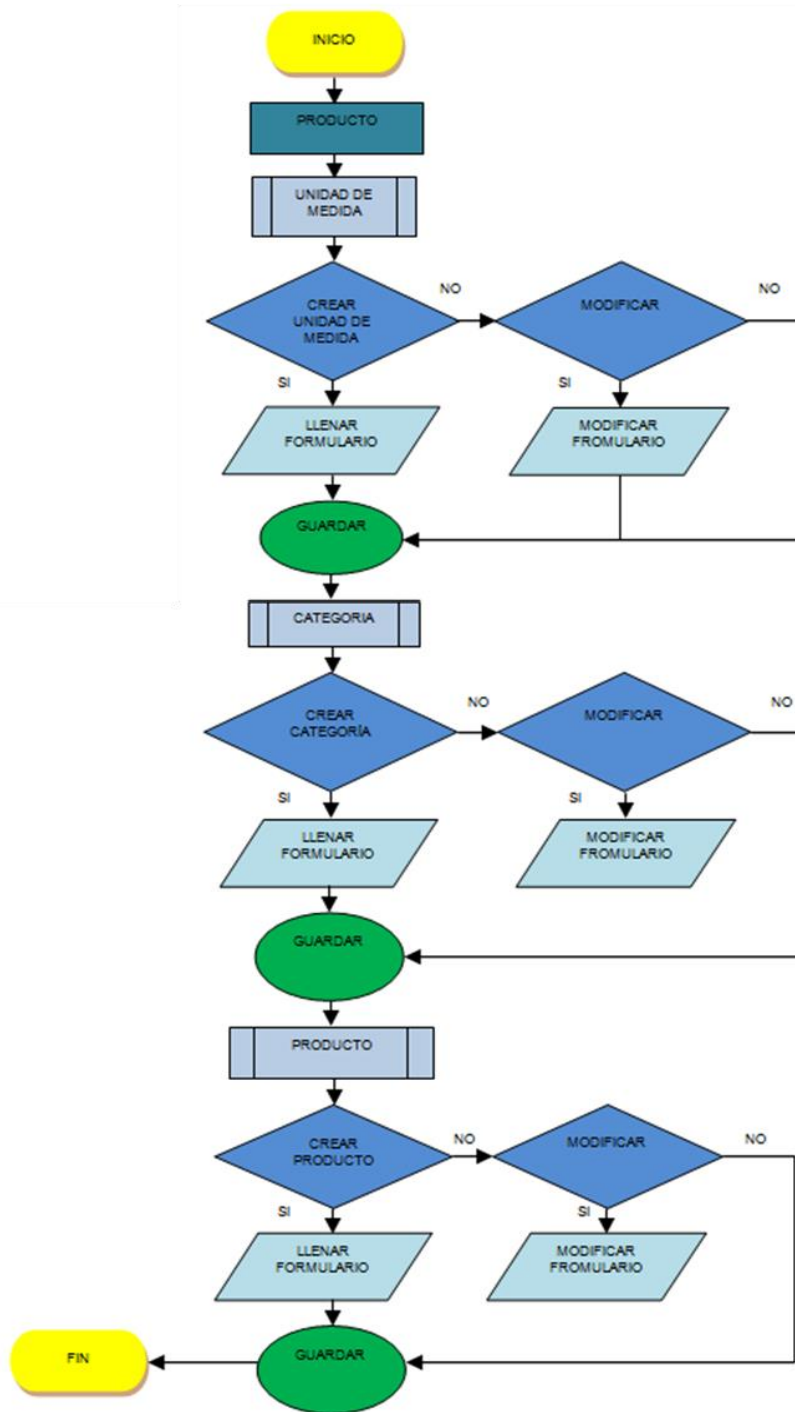 INICIO
PRODUCTO
UNIDAD DE
MEDIDA
CREAR
UNIDAD DE
MEDIDA
NO
MODIFICAR
NO
SI
SI
LLENAR
FORMULARIO
MODIFICAR
FROMULARIO
GUARDAR
CATEGORIA
CREAR
CATEGORÍA
NO
MODIFICAR
NO
SI
SI
LLENAR
FORMULARIO
MODIFICAR
FROMULARIO
GUARDAR
PRODUCTO
CREAR
PRODUCTO
NO
MODIFICAR
NO
SI
SI
LLENAR
FORMULARIO
MODIFICAR
FROMULARIO
GUARDAR
FIN